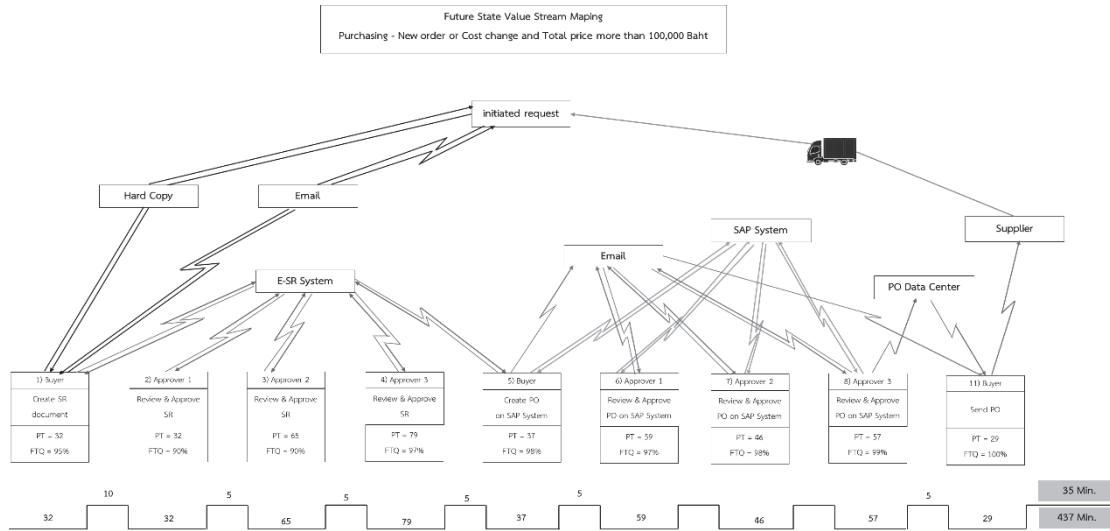 Future State Value Stream Maping
Purchasing - New order or Cost change and Total price more than 100,000 Baht
initiated request
Hard Copy
Email
SAP System
Supplier
Email
E-SR System
PO Data Center
1) Buyer
Create SR
document
PT = 32
FTQ = 95%
2) Approver 1
Review & Approve
SR
PT = 32
FTQ = 90%
3) Approver 2
Review & Approve
SR
PT = 65
FTQ = 90%
4) Approver 3
Review & Approve
SR
PT = 79
FTQ = 97%
5) Buyer
Create PO
on SAP System
PT = 37
FTQ = 98%
6) Approver 1
Review & Approve
PO on SAP System
PT = 59
FTQ = 97%
7) Approver 2
Review & Approve
PO on SAP System
PT = 46
FTQ = 98%
8) Approver 3
Review & Approve
PO on SAP System
PT = 57
FTQ = 99%
11) Buyer
Send PO
PT = 29
FTQ = 100%
10 5 5 5 5 5 35 Min.
32 32 65 79 37 59 46 57 29 437 Min.